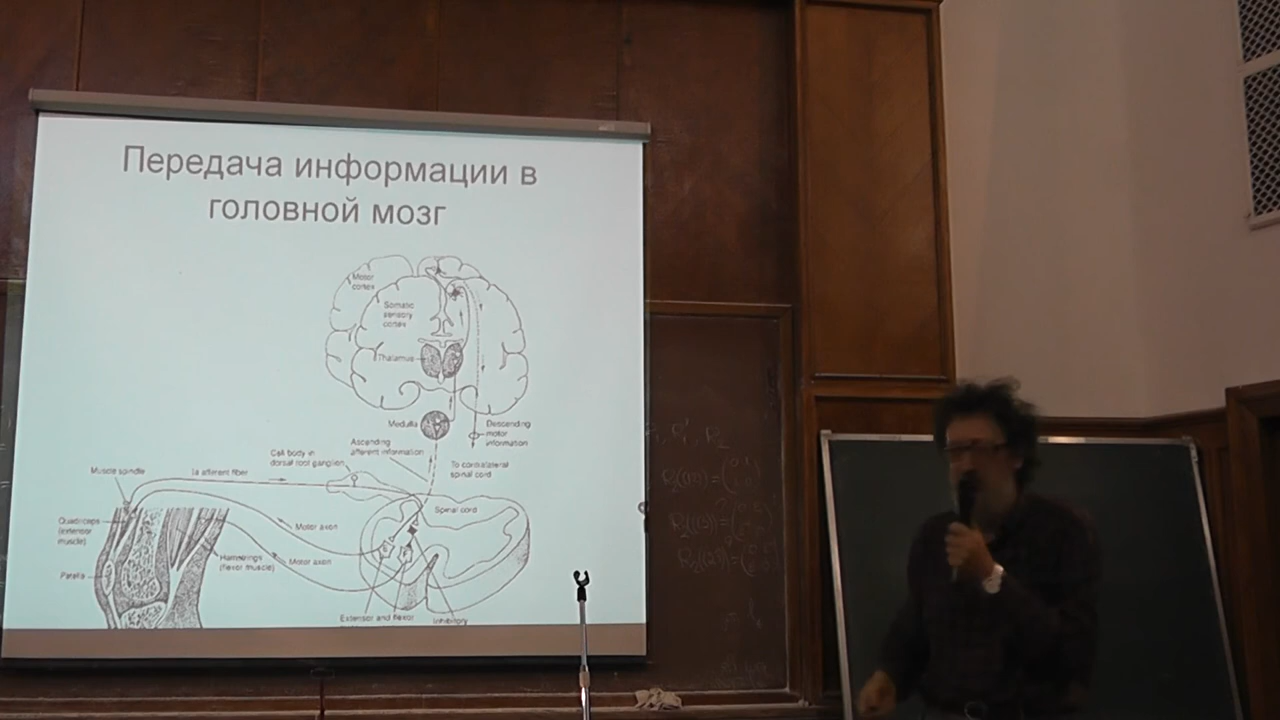 Передача информации в
головной мозг
Motor
cortex
Somatic
sensory
cortex
Thalamus
Medulla
Descending
motor
information
Ascending
afferent information
Cell body in
dorsal root ganglion
To contralateral
spinal cord
Muscle spindle
Ia afferent fiber
Spinal cord
Quadriceps
(extensor
muscle)
Motor axon
Hamstrings
(flexor muscle)
Motor axon
Patella
Extensor and flexor
Inhibitory